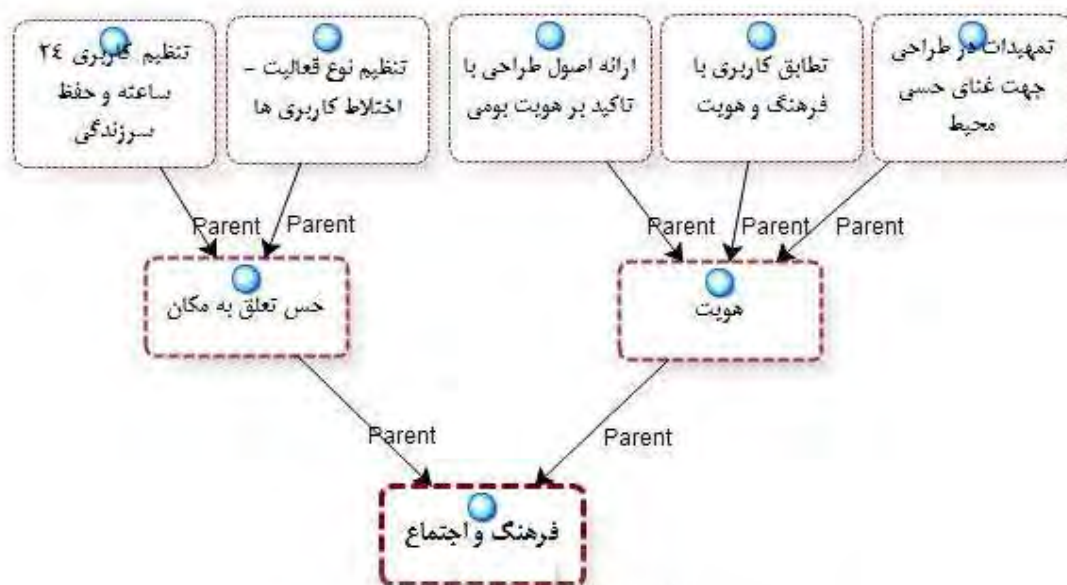 تمهیدات در طراحی
جهت غنای حسی
محیط
تطابق کاربری با
فرهنگ و هویت
ارائه اصول طراحی با
تاکید بر هویت بومی
تنظیم نوع فعالیت -
اختلاط کاربری ها
تنظیم کاربری ٢٤
ساعته و حفظ
سرزندگی
Parent
Parent
Parent
Parent
Parent
هویت
حس تعلق به مکان
Parent
Parent
فرهنگ و اجتماع